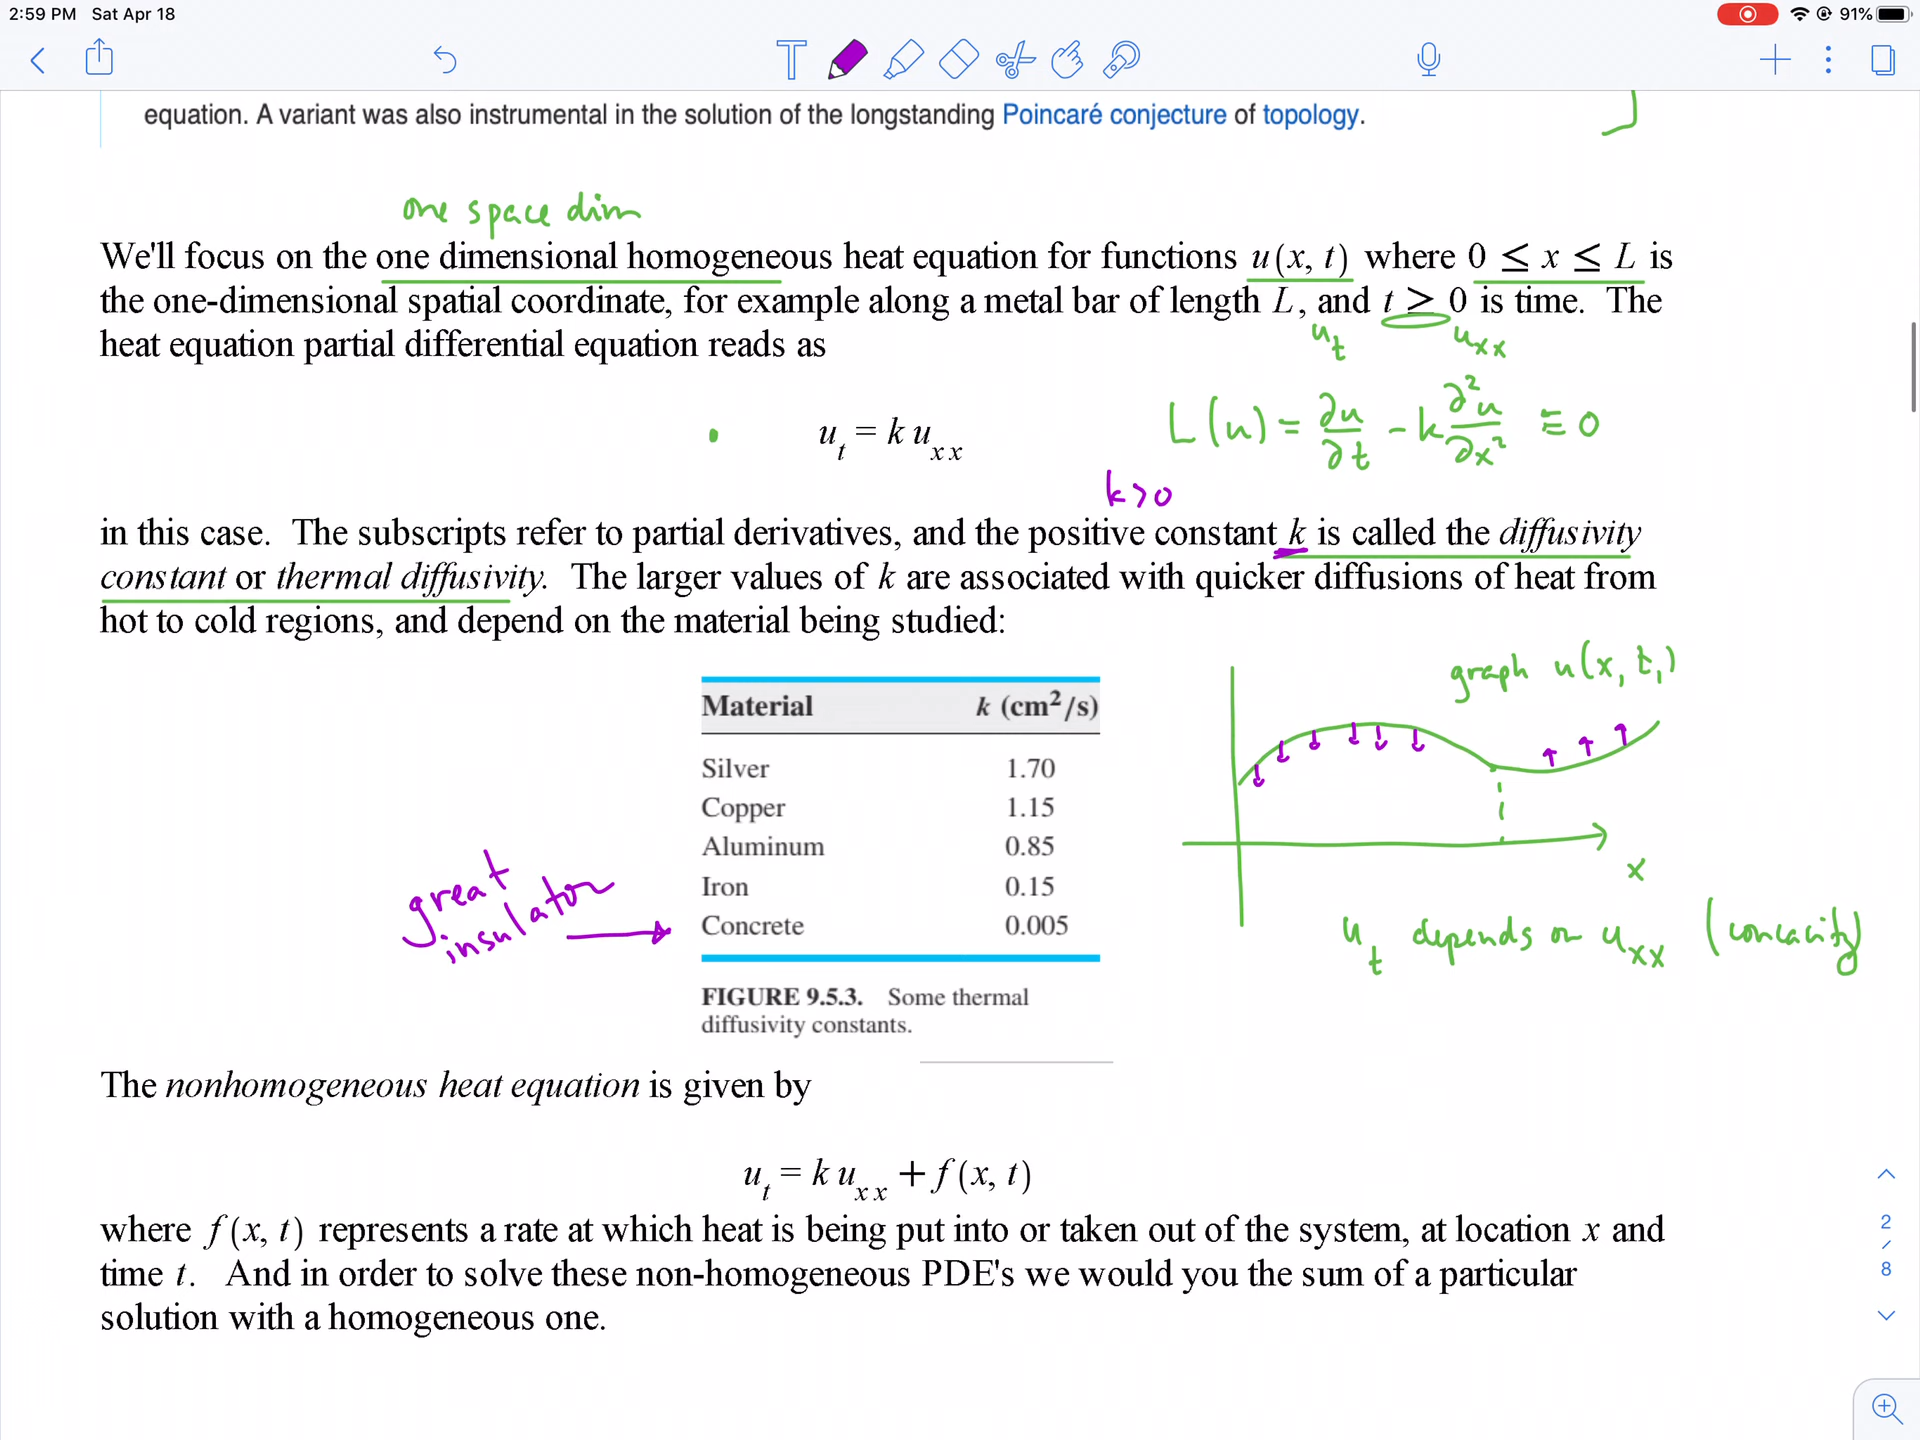 2:59 PM Sat Apr 18
91%
equation. A variant was also instrumental in the solution of the longstanding Poincaré conjecture of topology.
one space dim
We'll focus on the one dimensional homogeneous heat equation for functions u(x, t) where 0 ≤ x ≤ L is
the one-dimensional spatial coordinate, for example along a metal bar of length L, and t ≥ 0 is time. The
u_t u_xx
heat equation partial differential equation reads as
u_t = k u_xx
L(u) = ∂u/∂t - k ∂²u/∂x² ≡ 0
k>0
in this case. The subscripts refer to partial derivatives, and the positive constant k is called the diffusivity
constant or thermal diffusivity. The larger values of k are associated with quicker diffusions of heat from
hot to cold regions, and depend on the material being studied:
graph u(x, t₁)
Material k (cm²/s)
Silver 1.70
Copper 1.15
Aluminum 0.85
Iron 0.15
Concrete 0.005
great
insulator
x
u_t depends on u_xx (concavity)
FIGURE 9.5.3. Some thermal
diffusivity constants.
The nonhomogeneous heat equation is given by
u_t = k u_xx + f(x, t)
where f(x, t) represents a rate at which heat is being put into or taken out of the system, at location x and
time t. And in order to solve these non-homogeneous PDE's we would you the sum of a particular
solution with a homogeneous one.
2
/
8